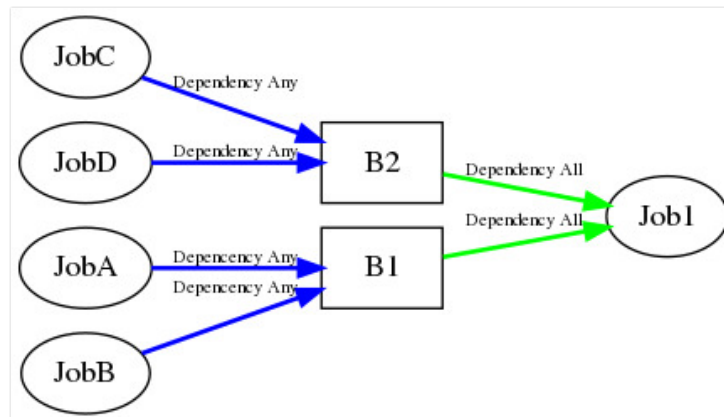 JobC
Dependency Any
JobD
Dependency Any
B2
Dependency All
Job1
Dependency All
JobA
Depencency Any
B1
Depencency Any
JobB